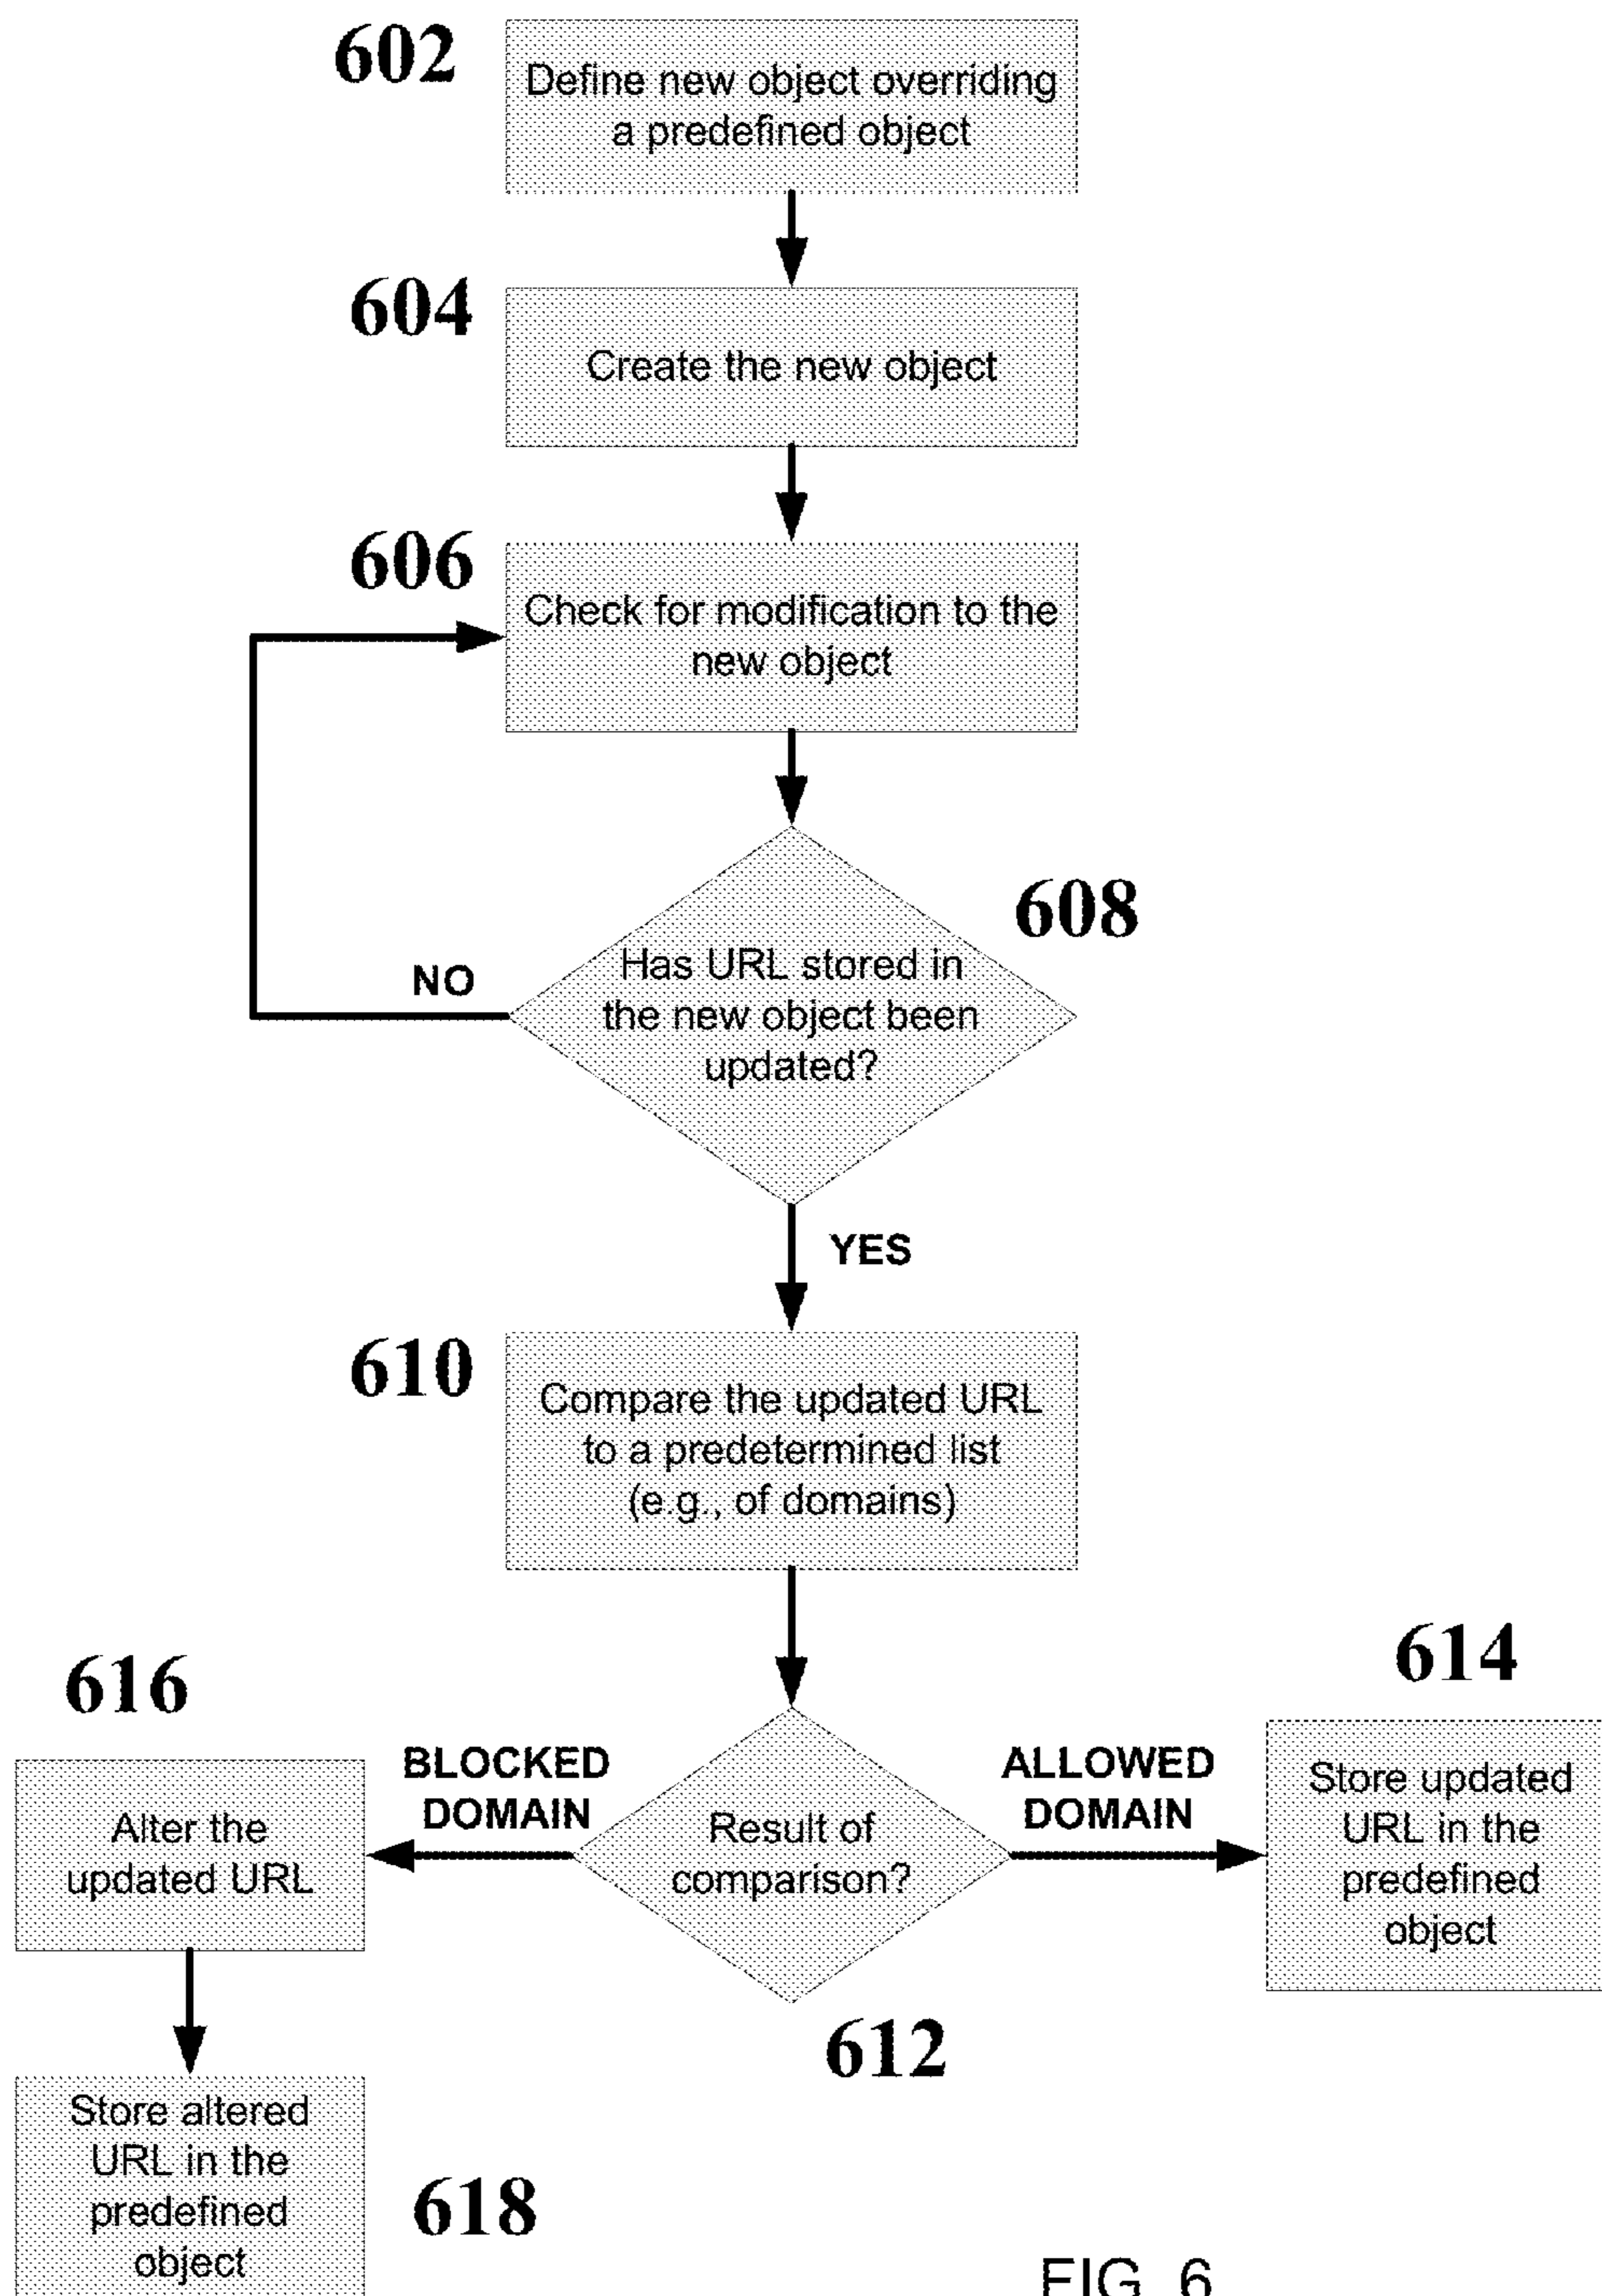 602
Define new object overriding
a predefined object
604
Create the new object
606
Check for modification to the
new object
608
Has URL stored in
the new object been
updated?
NO
YES
610
Compare the updated URL
to a predetermined list
(e.g., of domains)
616
614
BLOCKED
DOMAIN
ALLOWED
DOMAIN
Alter the
updated URL
Result of
comparison?
Store updated
URL in the
predefined
object
612
Store altered
URL in the
predefined
object
618
FIG. 6